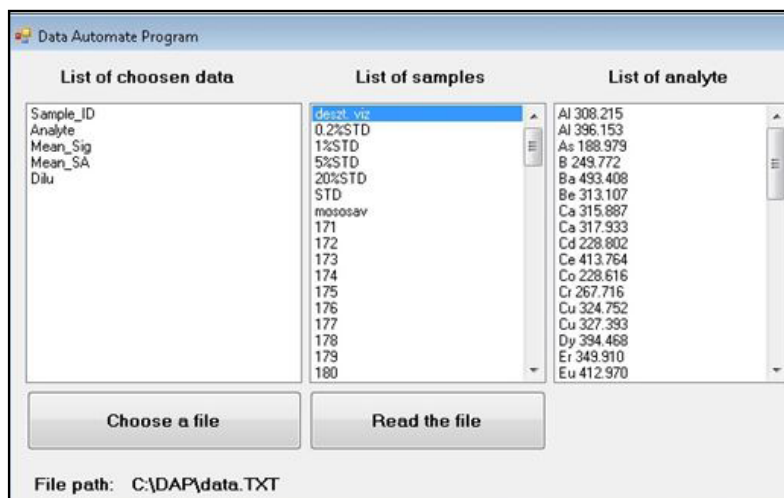 Data Automate Program
List of choosen data
Sample_ID
Analyte
Mean_Sig
Mean_SA
Dilu
List of samples
deszt. viz
0.2%STD
1%STD
5%STD
20%STD
STD
mososav
171
172
173
174
175
176
177
178
179
180
List of analyte
Al 308.215
Al 396.153
As 188.979
B 249.772
Ba 493.408
Be 313.107
Ca 315.887
Ca 317.933
Cd 228.802
Ce 413.764
Co 228.616
Cr 267.716
Cu 324.752
Cu 327.393
Dy 394.468
Er 349.910
Eu 412.970
Choose a file
Read the file
File path: C:\DAP\data.TXT